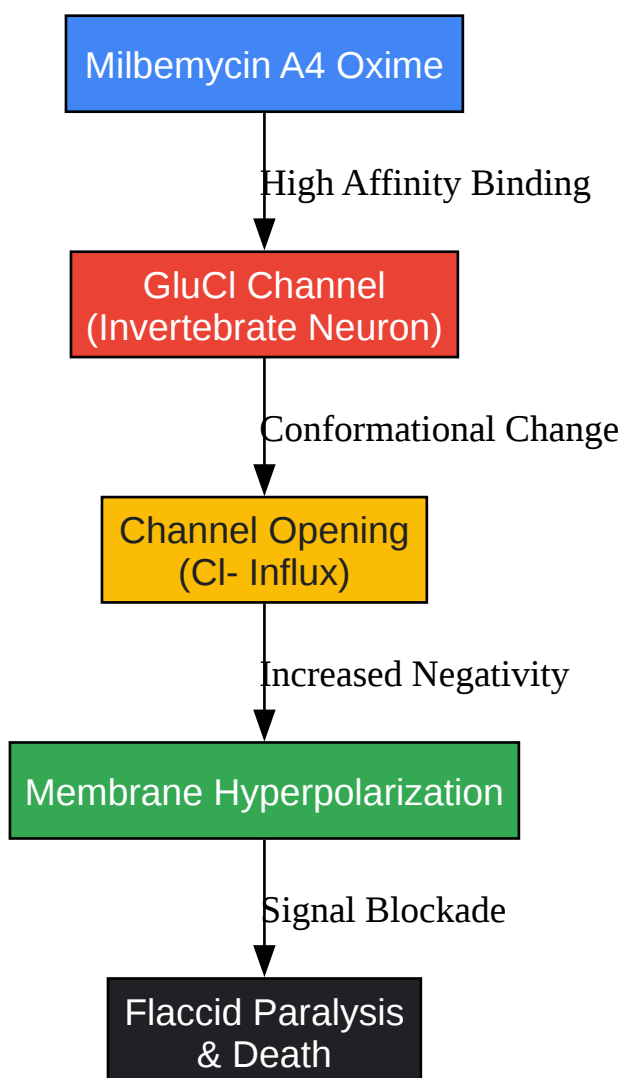 Milbemycin A4 Oxime
High Affinity Binding
GluCl Channel
(Invertebrate Neuron)
Conformational Change
Channel Opening
(Cl- Influx)
Increased Negativity
Membrane Hyperpolarization
Signal Blockade
Flaccid Paralysis
& Death